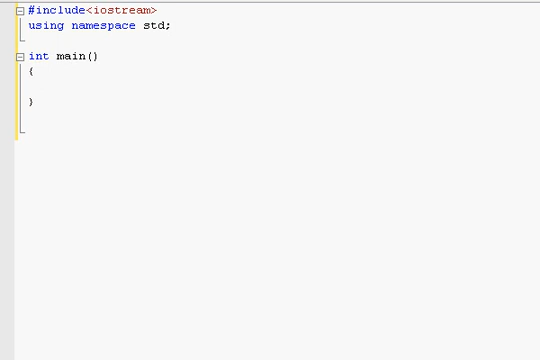 #include<iostream>
using namespace std;
int main()
{
}